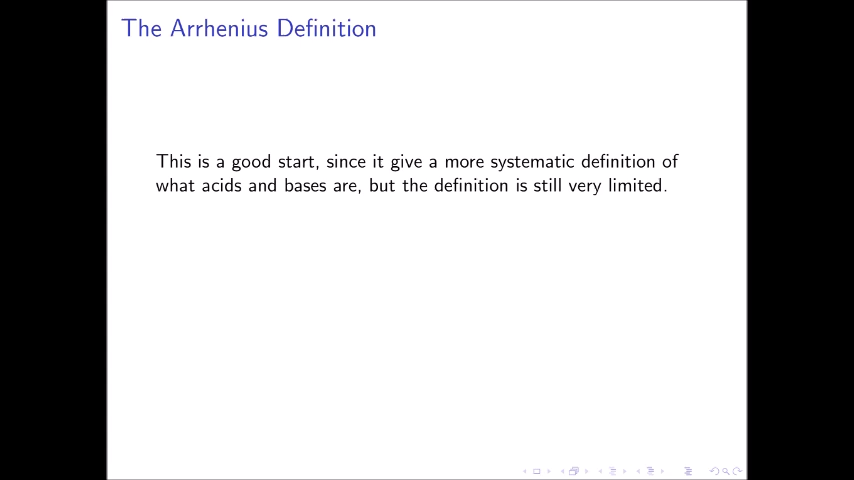 The Arrhenius Definition
This is a good start, since it give a more systematic definition of
what acids and bases are, but the definition is still very limited.